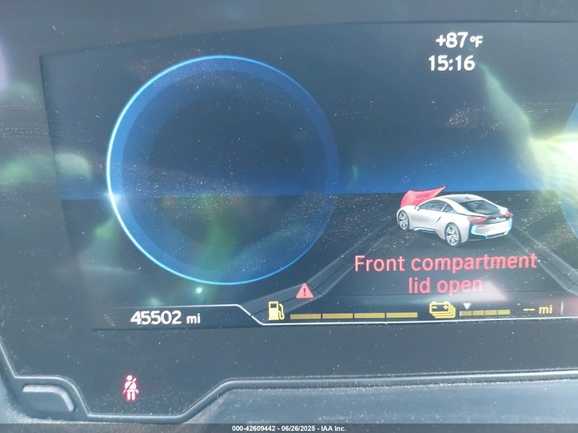 +87°F
15:16
Front compartment
lid open
45502 mi
-- mi
000-42609442 - 06/26/2025 - IAA Inc.